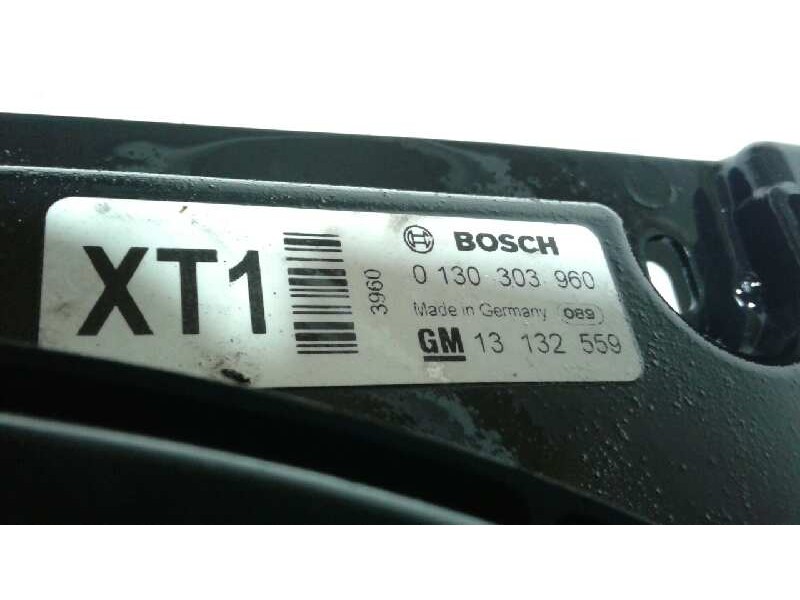 XT1
3960
BOSCH
0 130 303 960
Made in Germany 089
GM 13 132 559